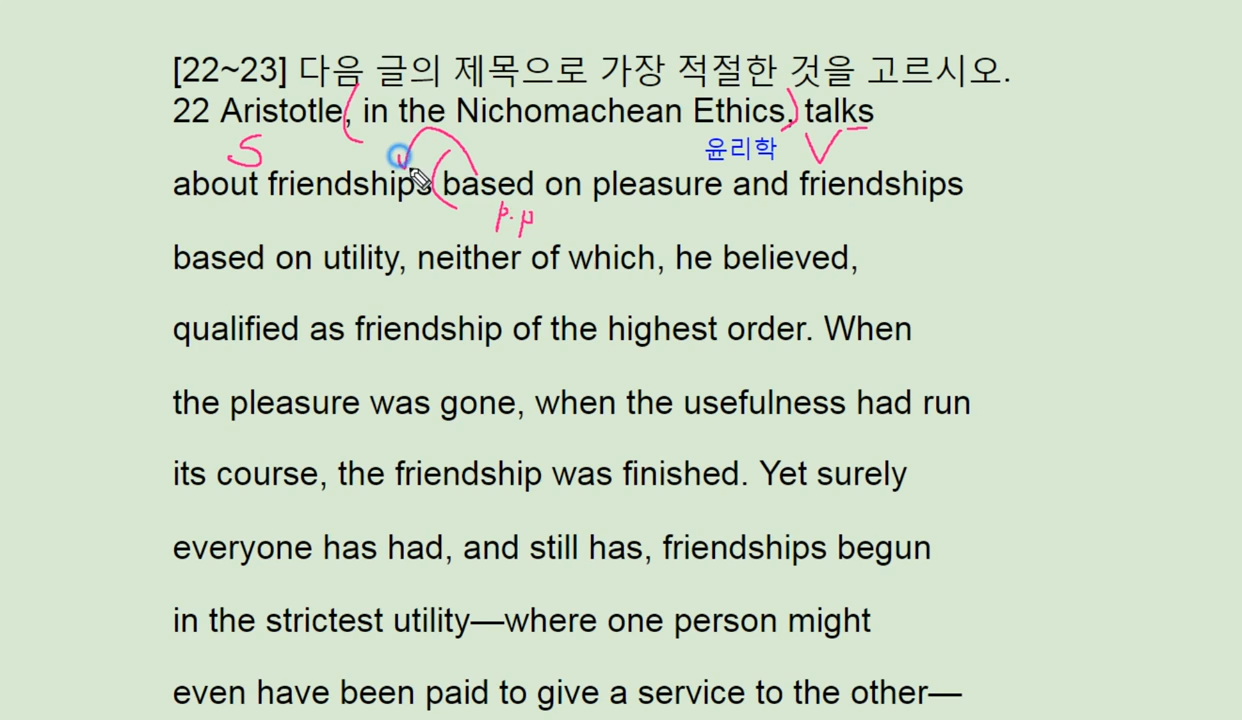 [22~23] 다음 글의 제목으로 가장 적절한 것을 고르시오.
22 Aristotle, in the Nichomachean Ethics, talks
S 윤리학 V
about friendships based on pleasure and friendships
p.p
based on utility, neither of which, he believed,
qualified as friendship of the highest order. When
the pleasure was gone, when the usefulness had run
its course, the friendship was finished. Yet surely
everyone has had, and still has, friendships begun
in the strictest utility—where one person might
even have been paid to give a service to the other—